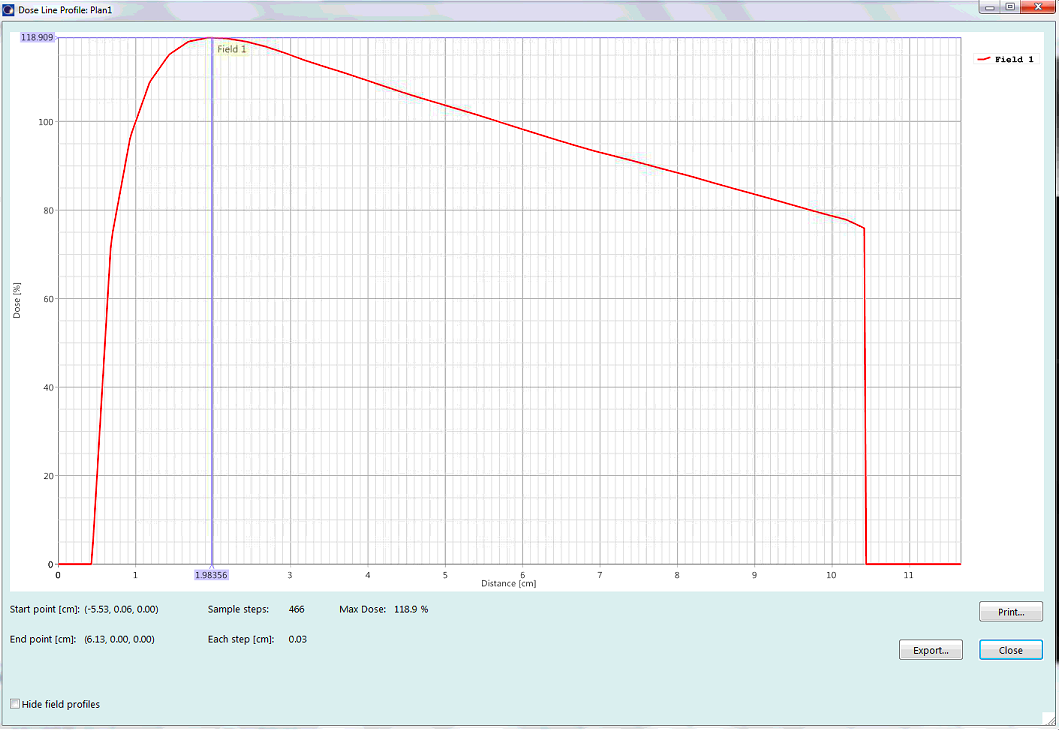 Dose Line Profile: Plan1
118.909
Field 1
Field 1
100
80
60
40
20
0
Dose [%]
0 1 1.98356 3 4 5 6 7 8 9 10 11
Distance [cm]
Start point [cm]: (-5.53, 0.06, 0.00) Sample steps: 466 Max Dose: 118.9 %
Print...
End point [cm]: (6.13, 0.00, 0.00) Each step [cm]: 0.03
Export... Close
Hide field profiles